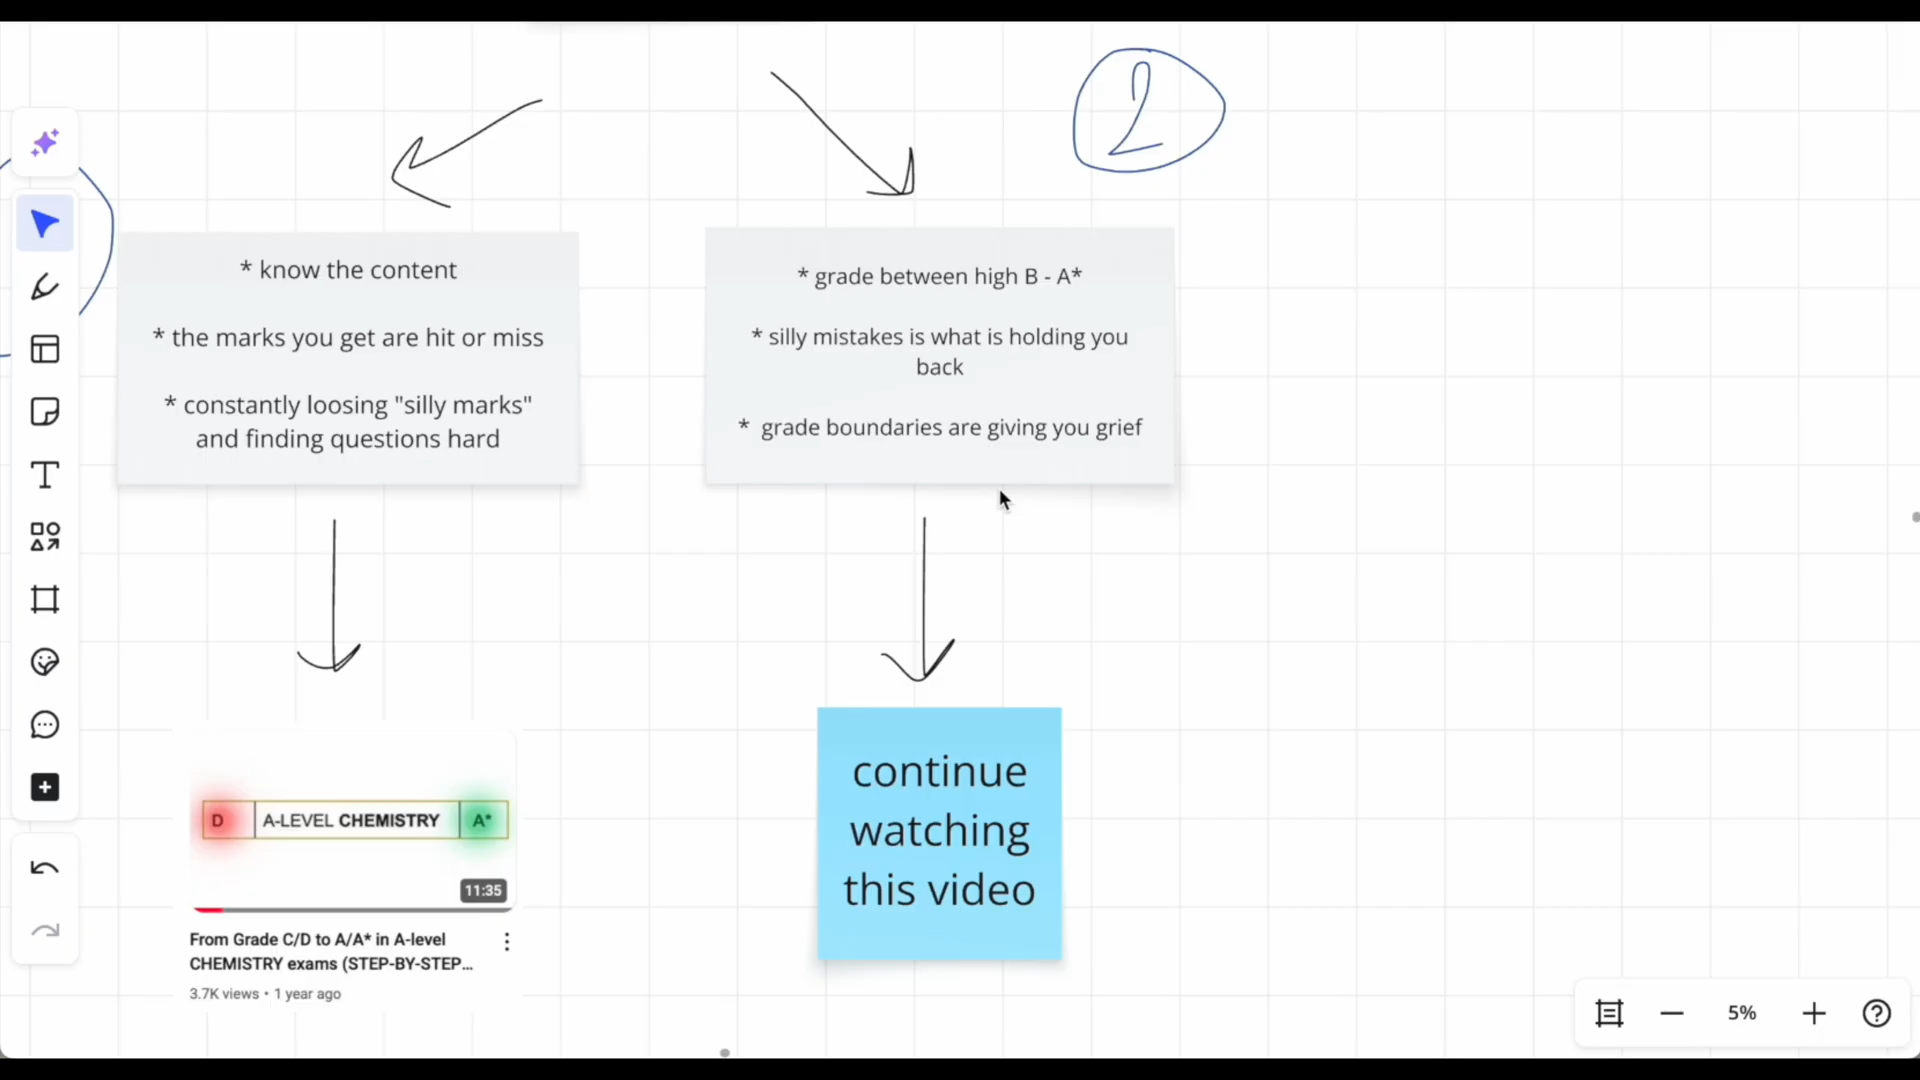 2
* know the content
* the marks you get are hit or miss
* constantly loosing "silly marks"
and finding questions hard
* grade between high B - A*
* silly mistakes is what is holding you
back
* grade boundaries are giving you grief
D A-LEVEL CHEMISTRY A*
11:35
From Grade C/D to A/A* in A-level
CHEMISTRY exams (STEP-BY-STEP...
3.7K views • 1 year ago
continue
watching
this video
5%